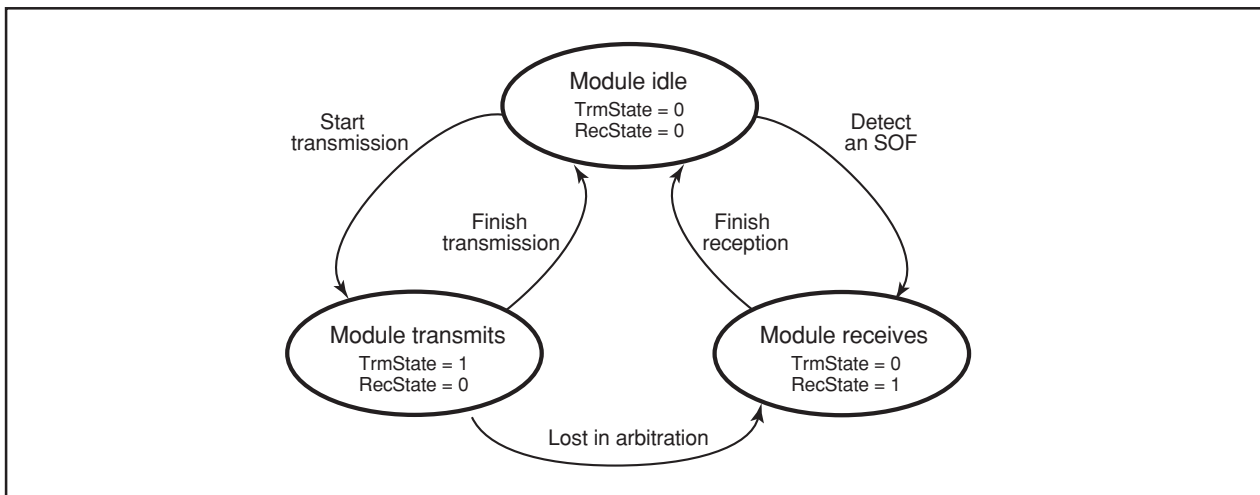 Module idle
TrmState = 0
RecState = 0
Start
transmission
Detect
an SOF
Finish
transmission
Finish
reception
Module transmits
TrmState = 1
RecState = 0
Module receives
TrmState = 0
RecState = 1
Lost in arbitration